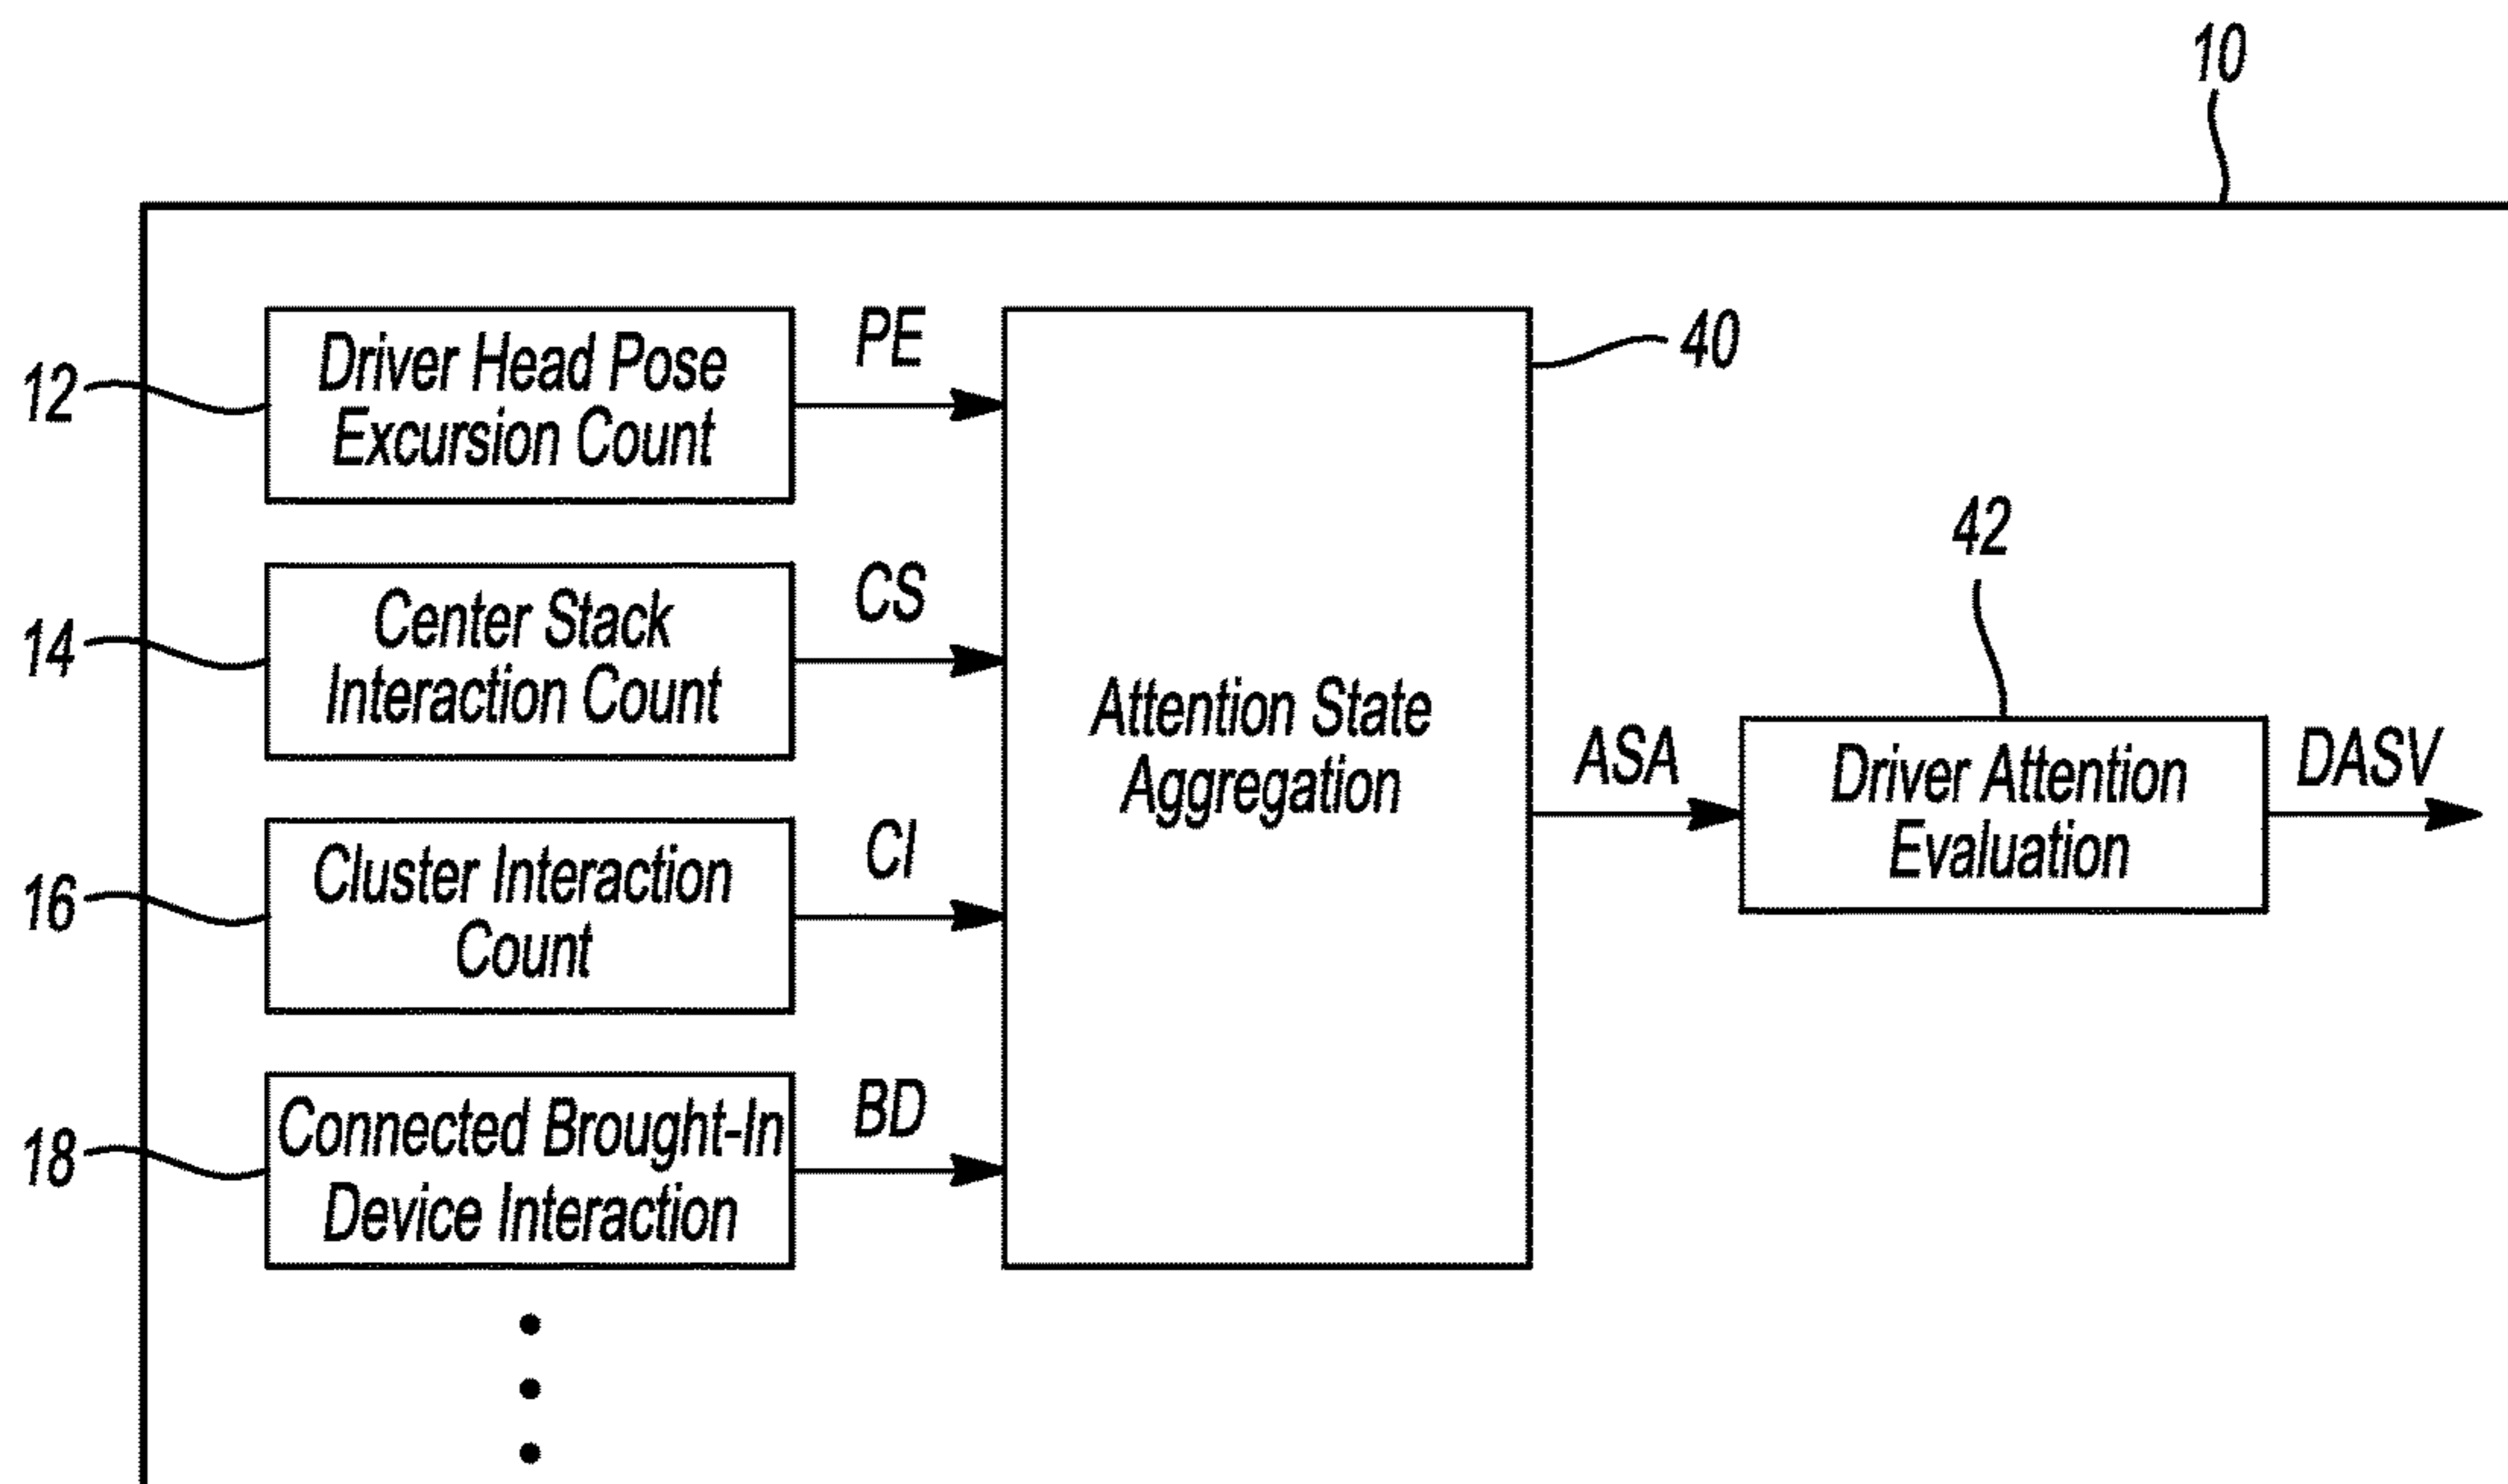 10
12
Driver Head Pose
Excursion Count
PE
40
14
Center Stack
Interaction Count
CS
Attention State
Aggregation
42
16
Cluster Interaction
Count
CI
ASA
Driver Attention
Evaluation
DASV
18
Connected Brought-In
Device Interaction
BD